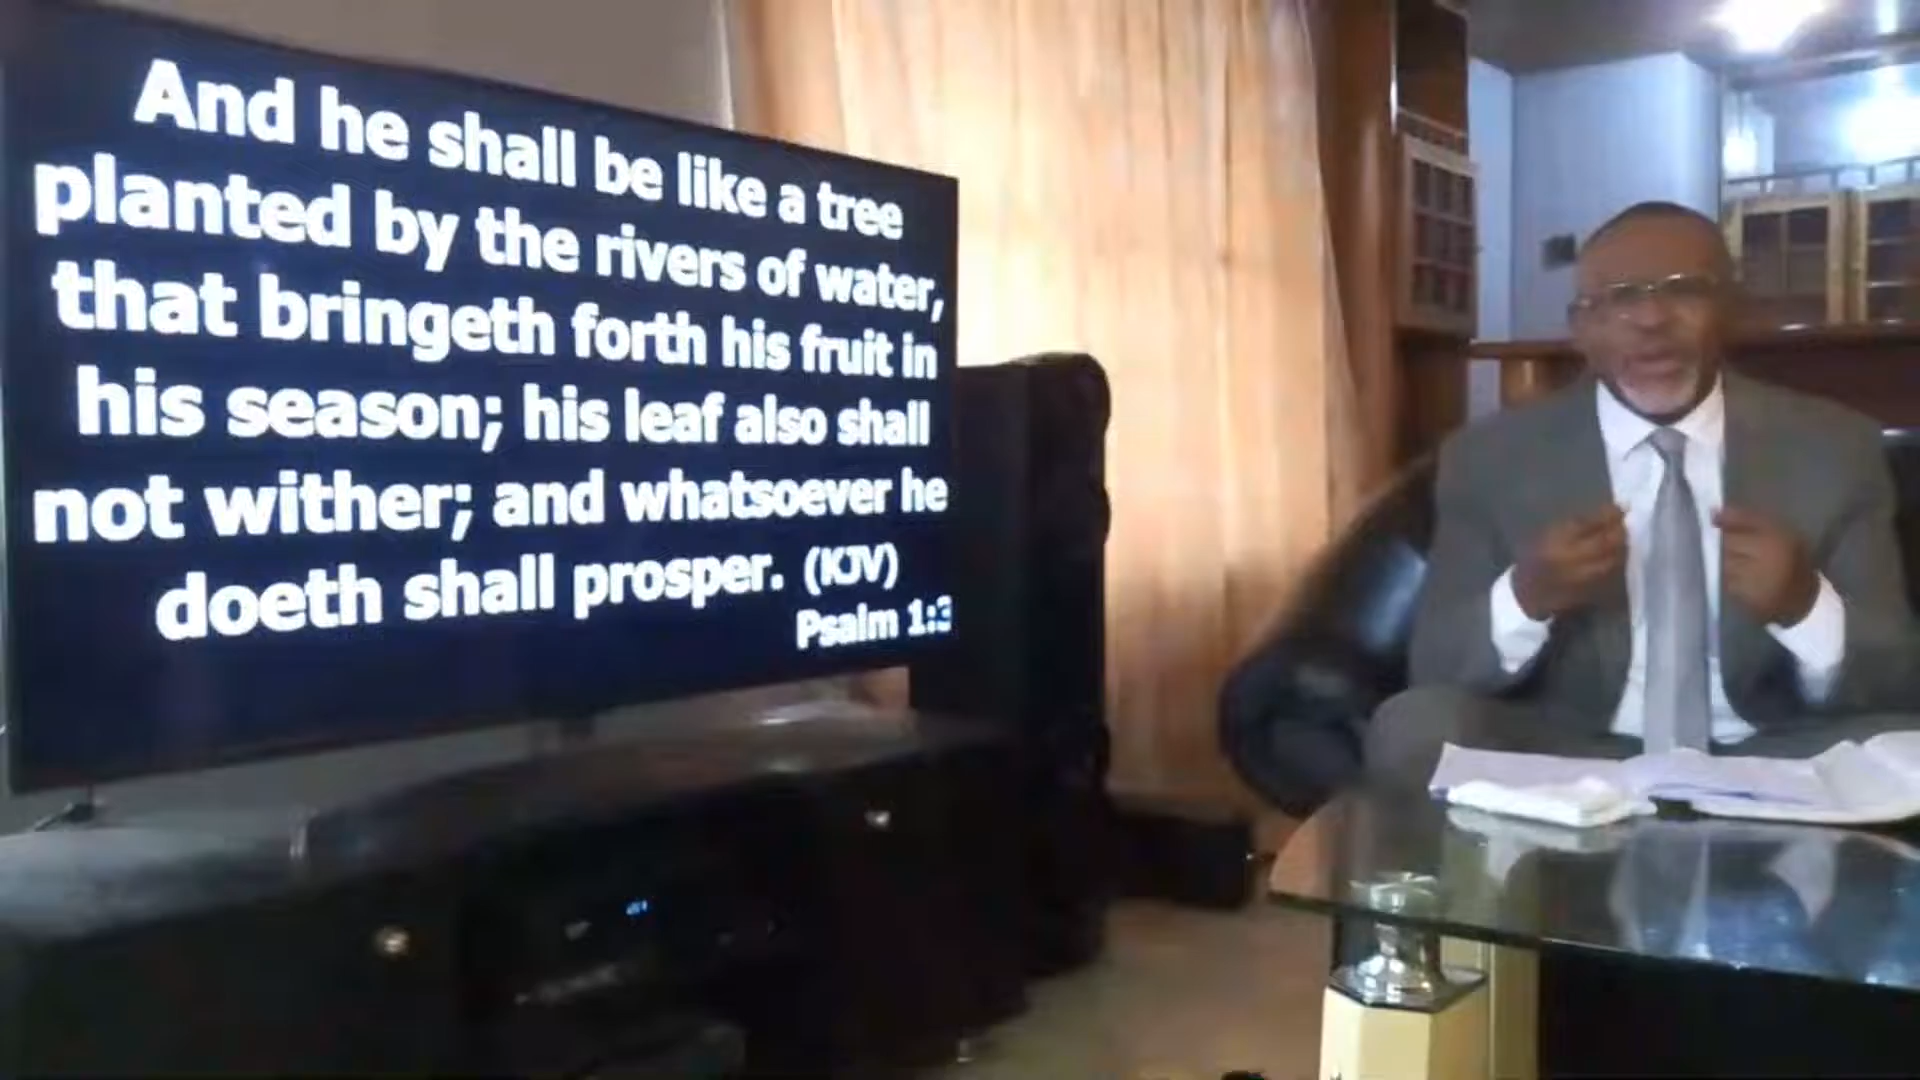 And he shall be like a tree
planted by the rivers of water,
that bringeth forth his fruit in
his season; his leaf also shall
not wither; and whatsoever he
doeth shall prosper. (KJV)
Psalm 1:3